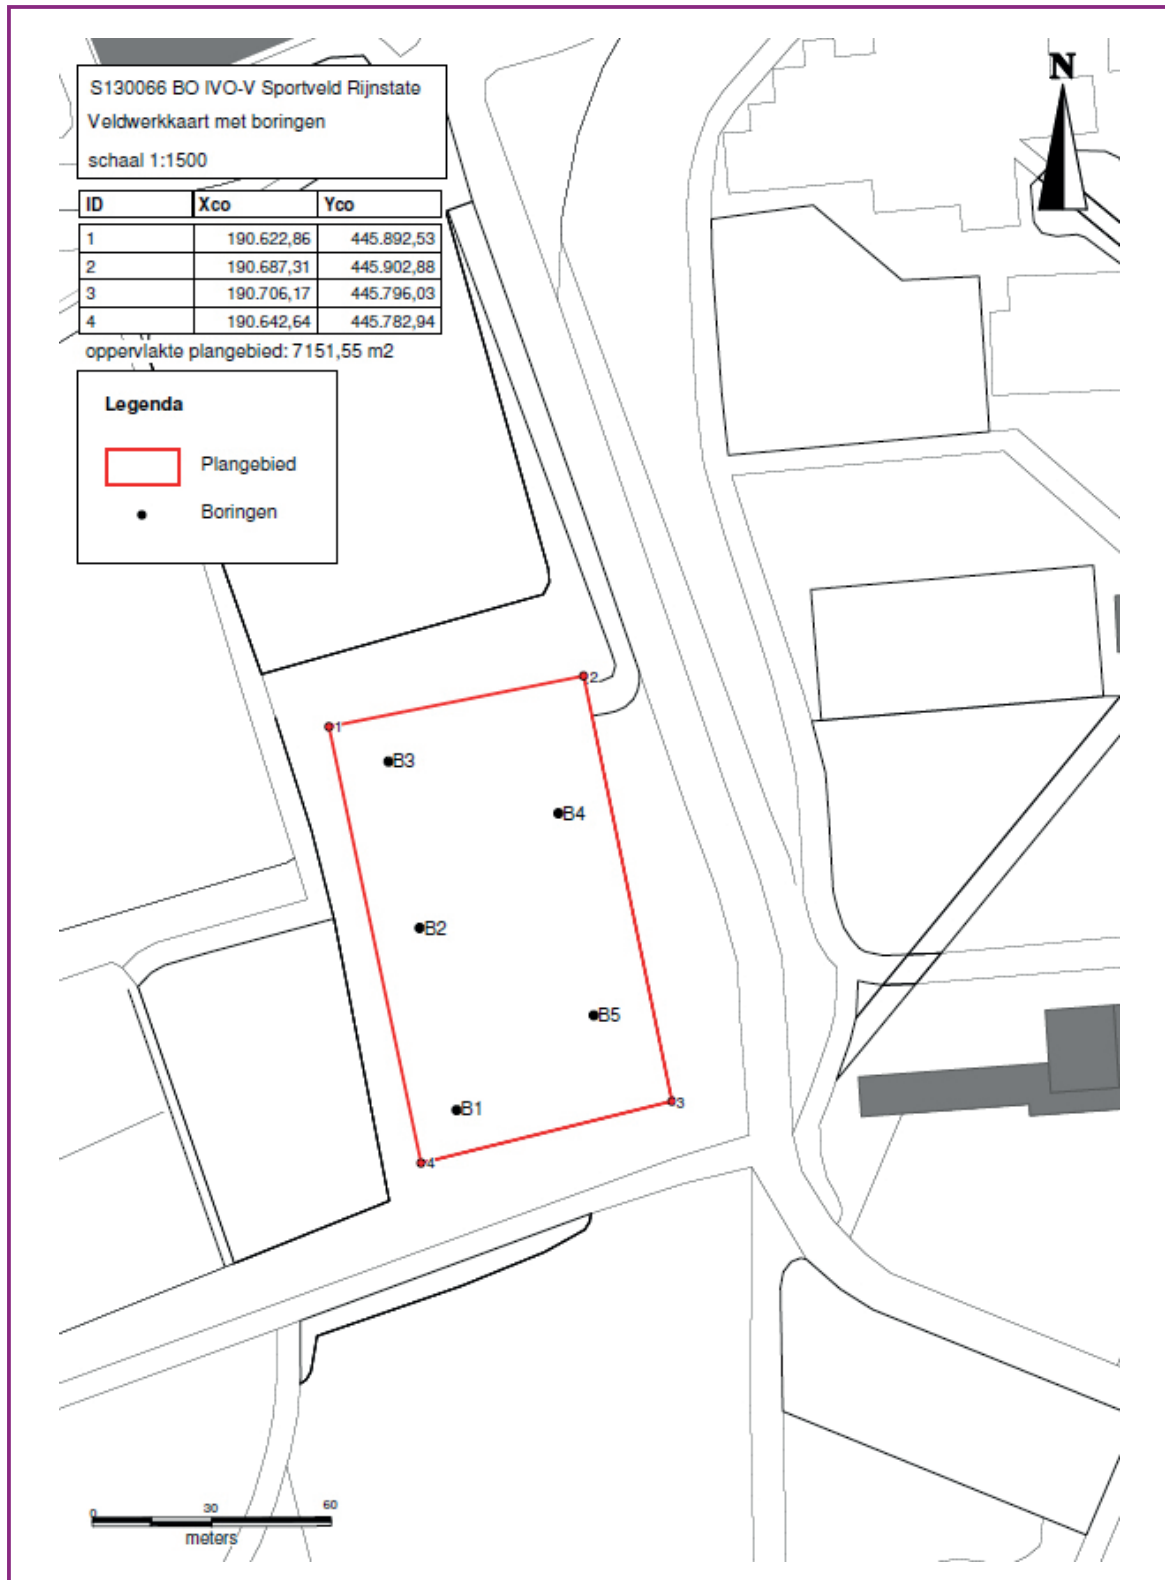 S130066 BO IVO-V Sportveld Rijnstate
Veldwerkkaart met boringen
schaal 1:1500
N
ID Xco Yco
1 190.622,86 445.892,53
2 190.687,31 445.902,88
3 190.706,17 445.796,03
4 190.642,64 445.782,94
oppervlakte plangebied: 7151,55 m2
Legenda
Plangebied
Boringen
2
1
B3
B4
B2
B5
3
B1
4
0 30 60
meters